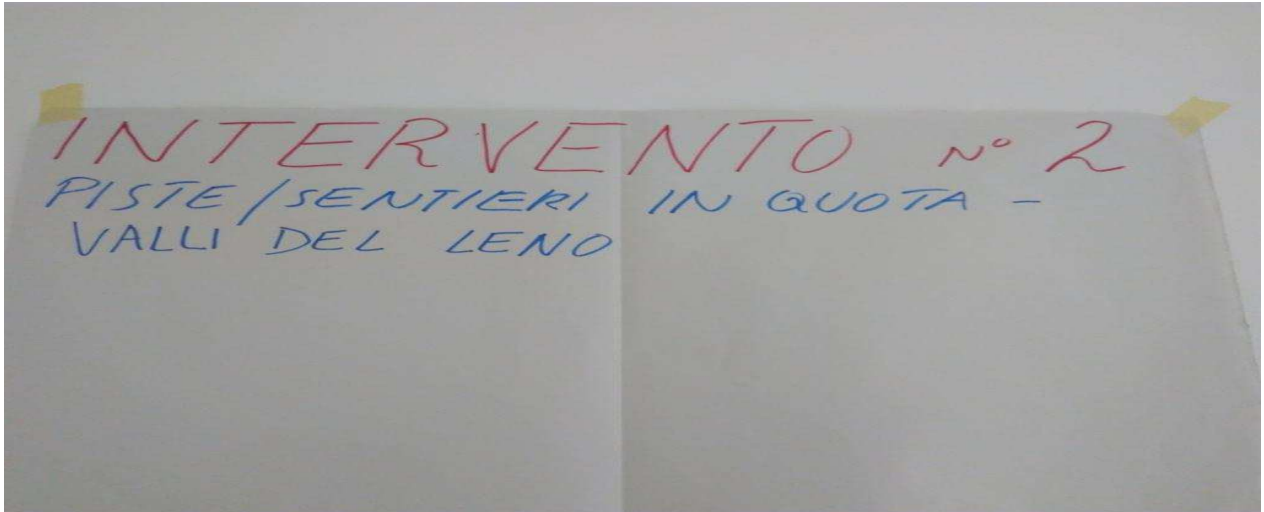 INTERVENTO N° 2
PISTE/SENTIERI IN QUOTA -
VALLI DEL LENO